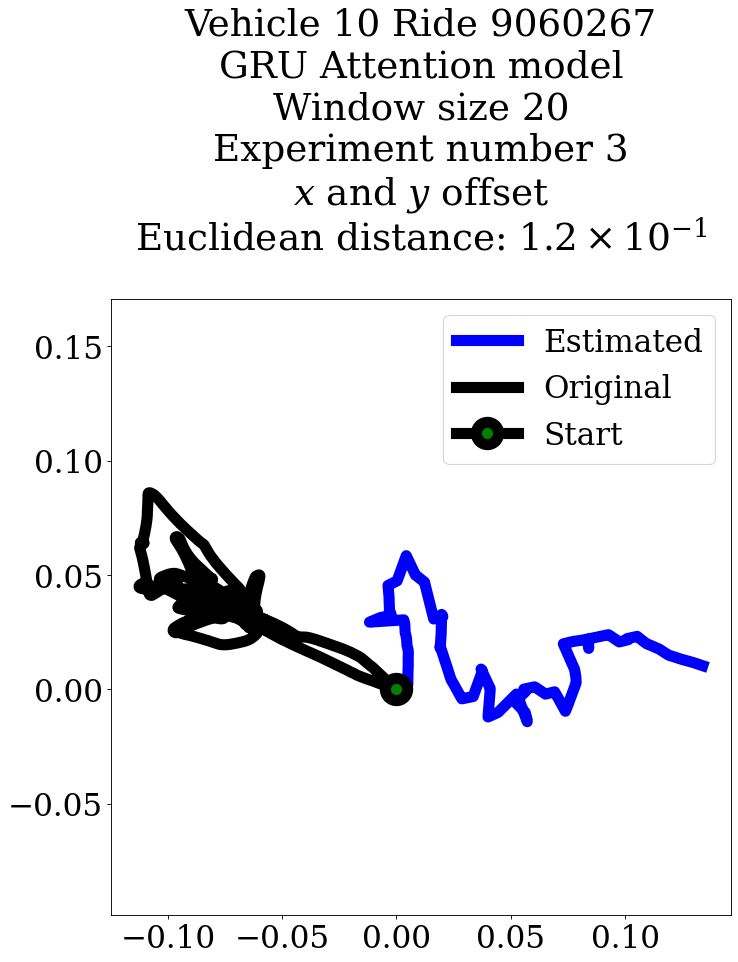 Vehicle 10 Ride 9060267
GRU Attention model
Window size 20
Experiment number 3
x and y offset
Euclidean distance: 1.2 × 10⁻¹
Estimated
Original
Start
0.15
0.10
0.05
0.00
−0.05
−0.10 −0.05 0.00 0.05 0.10